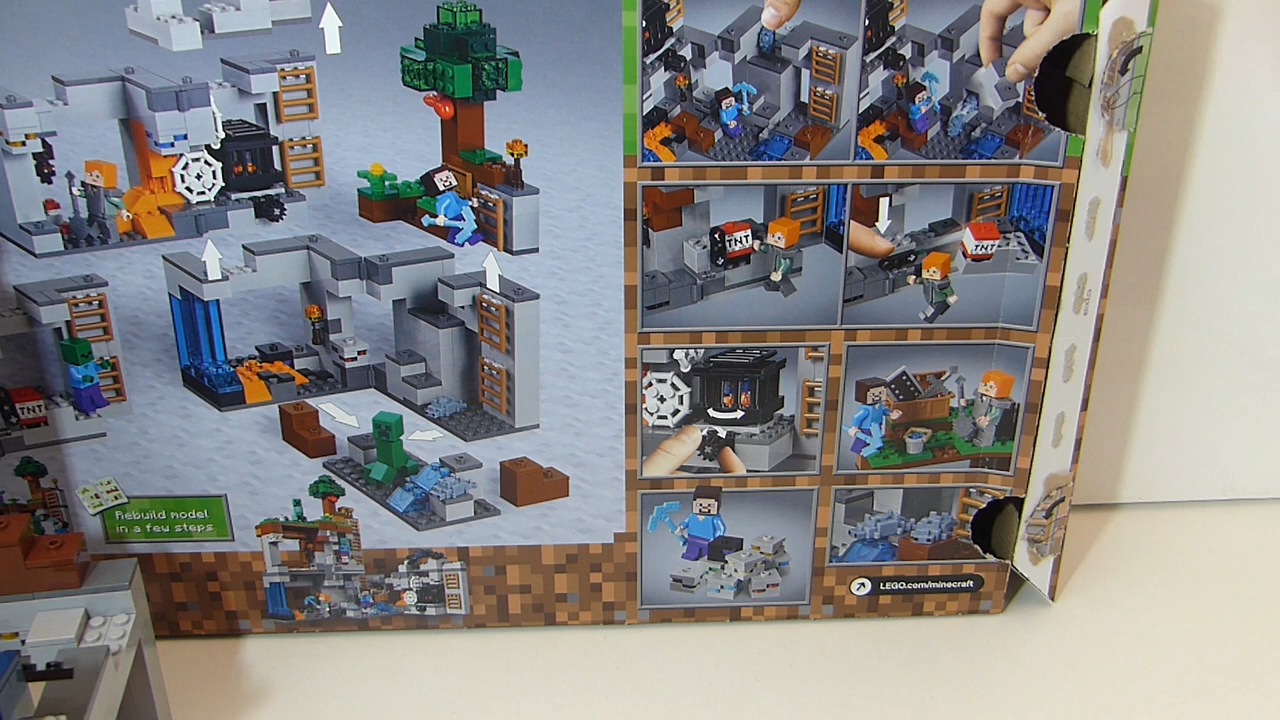 TNT
TNT
TNT
Rebuild model
in a few steps
LEGO.com/minecraft